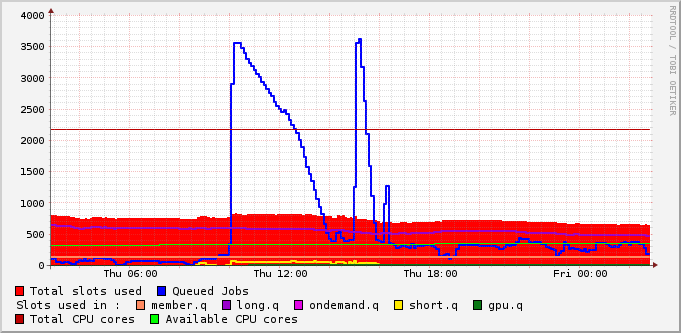 RRDTOOL / TOBI OETIKER
4000
3500
3000
2500
2000
1500
1000
500
0
Thu 06:00 Thu 12:00 Thu 18:00 Fri 00:00
Total slots used Queued Jobs
Slots used in : member.q long.q ondemand.q short.q gpu.q
Total CPU cores Available CPU cores